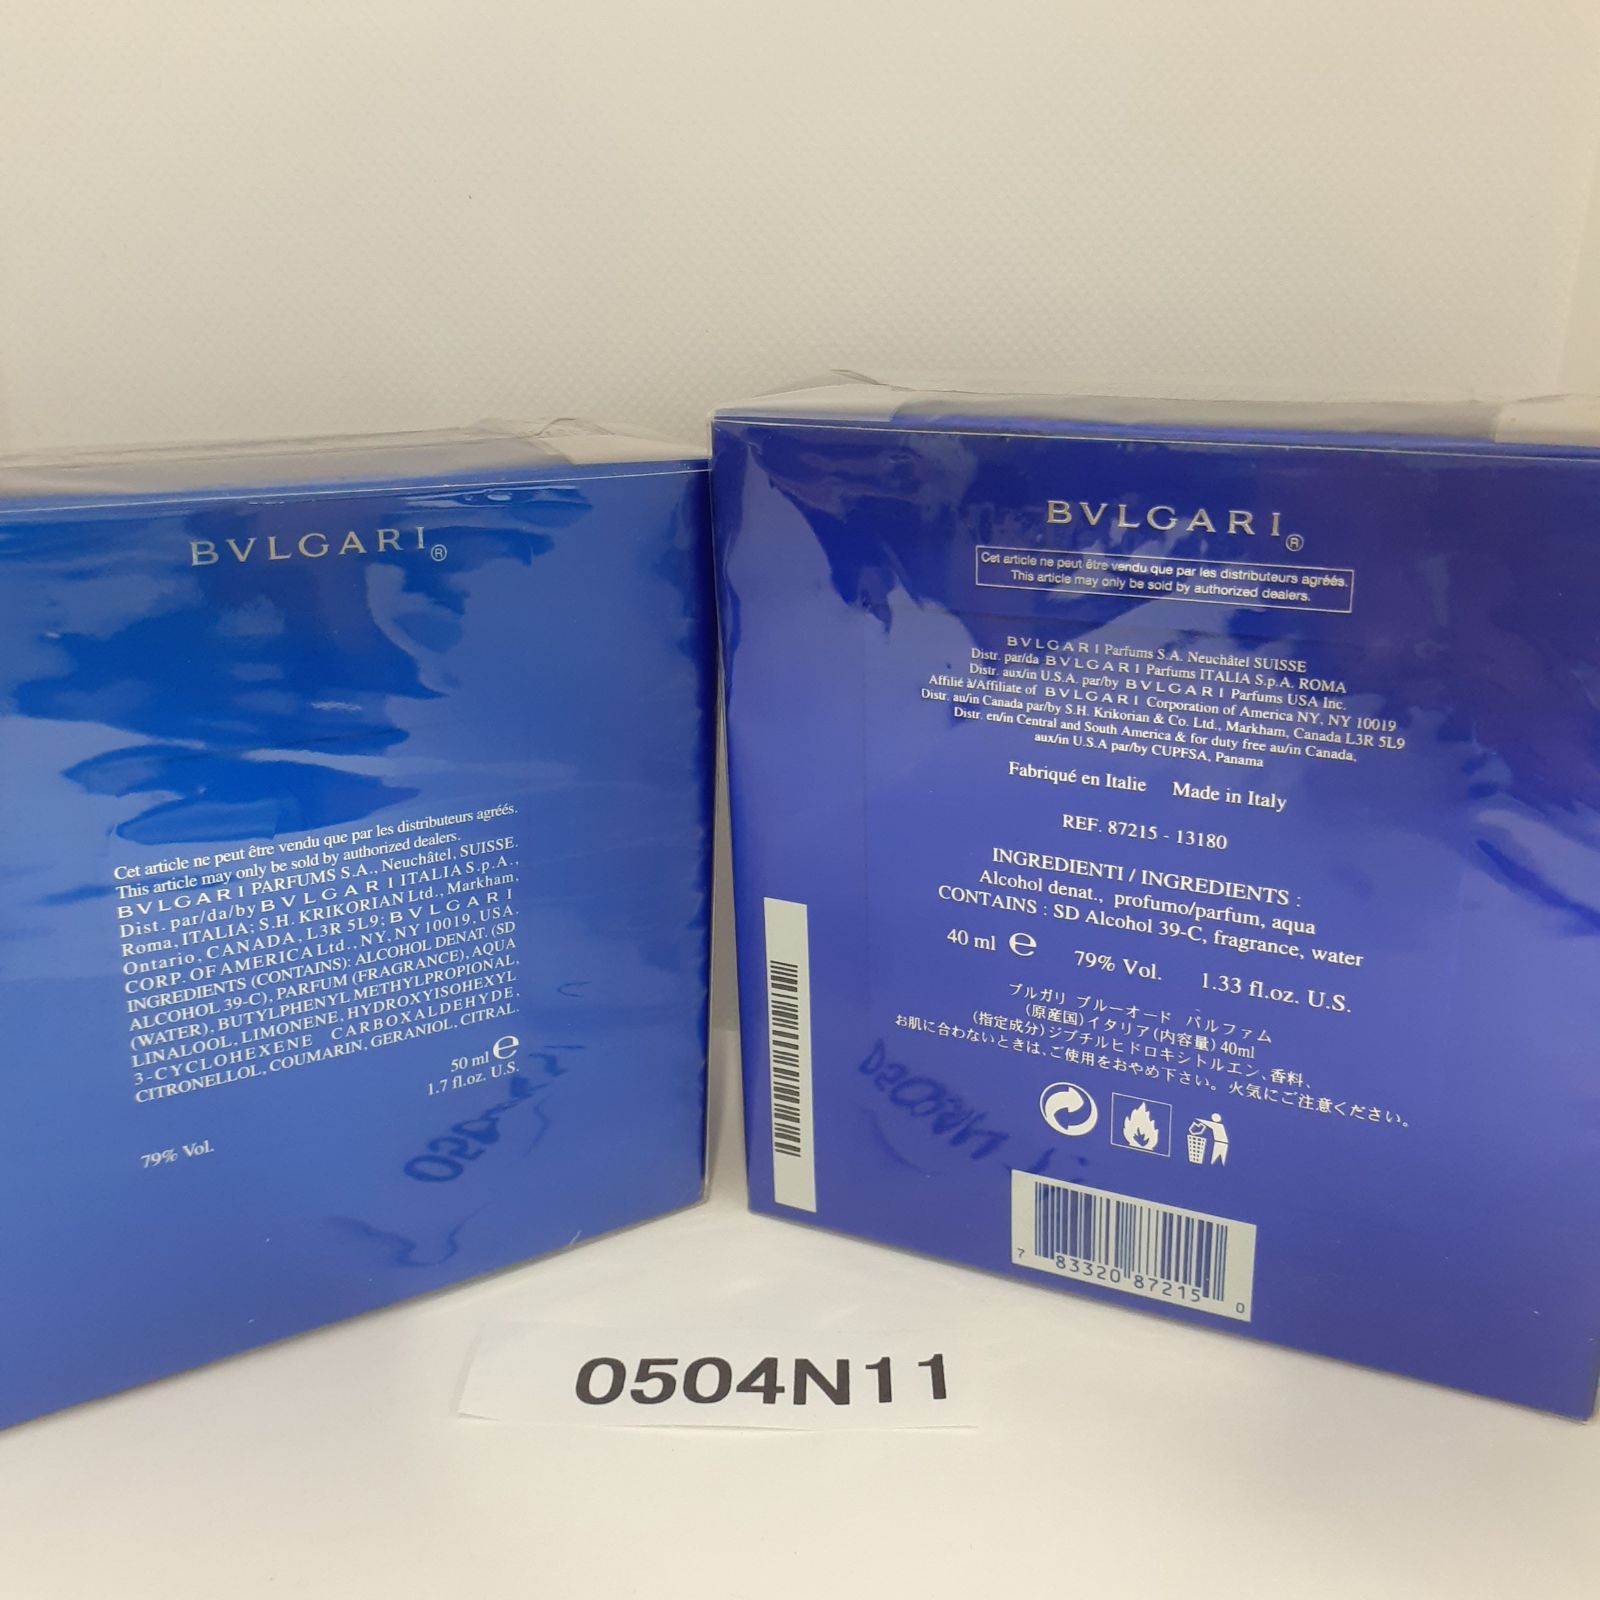 BVLGARI®
Cet article ne peut être vendu que par les distributeurs agréés.
This article may only be sold by authorized dealers.
BVLGARI PARFUMS S.A., Neuchâtel, SUISSE.
Dist. par/da/by BVLGARI ITALIA S.p.A.,
Roma, ITALIA; S.H. KRIKORIAN Ltd., Markham,
Ontario, CANADA, L3R 5L9; BVLGARI
CORP. OF AMERICA Ltd., NY, NY 10019, USA.
INGREDIENTS (CONTAINS): ALCOHOL DENAT. (SD
ALCOHOL 39-C), PARFUM (FRAGRANCE), AQUA
(WATER), BUTYLPHENYL METHYLPROPIONAL,
LINALOOL, LIMONENE, HYDROXYISOHEXYL
3-CYCLOHEXENE CARBOXALDEHYDE,
CITRONELLOL, COUMARIN, GERANIOL, CITRAL.
50 ml e
1.7 fl.oz. U.S.
79% Vol.
BVLGARI®
Cet article ne peut être vendu que par les distributeurs agréés.
This article may only be sold by authorized dealers.
BVLGARI Parfums S.A. Neuchâtel SUISSE
Distr. par/da BVLGARI Parfums ITALIA S.p.A. ROMA
Distr. aux/in U.S.A. par/by BVLGARI Parfums USA Inc.
Affilié à/Affiliate of BVLGARI Corporation of America NY, NY 10019
Distr. au/in Canada par/by S.H. Krikorian & Co. Ltd., Markham, Canada L3R 5L9
Distr. en/in Central and South America & for duty free au/in Canada,
aux/in U.S.A par/by CUPFSA, Panama
Fabriqué en Italie Made in Italy
REF. 87215 - 13180
INGREDIENTI / INGREDIENTS :
Alcohol denat., profumo/parfum, aqua
CONTAINS : SD Alcohol 39-C, fragrance, water
40 ml e 79% Vol. 1.33 fl.oz. U.S.
ブルガリ ブルーオード パルファム
(原産国)イタリア(内容量)40ml
(指定成分)ジブチルヒドロキシトルエン、香料、
お肌に合わないときは、ご使用をおやめ下さい。火気にご注意ください。
7 83320 87215 0
0504N11